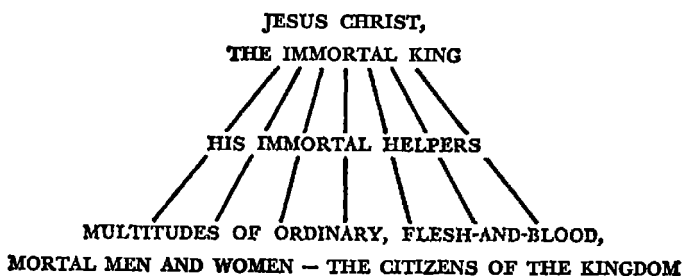 JESUS CHRIST,
THE IMMORTAL KING
HIS IMMORTAL HELPERS
MULTITUDES OF ORDINARY, FLESH-AND-BLOOD,
MORTAL MEN AND WOMEN – THE CITIZENS OF THE KINGDOM